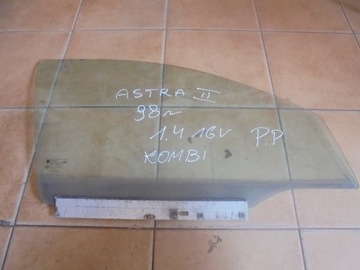 ASTRA II
98r
1.4 16V P.P
KOMBI